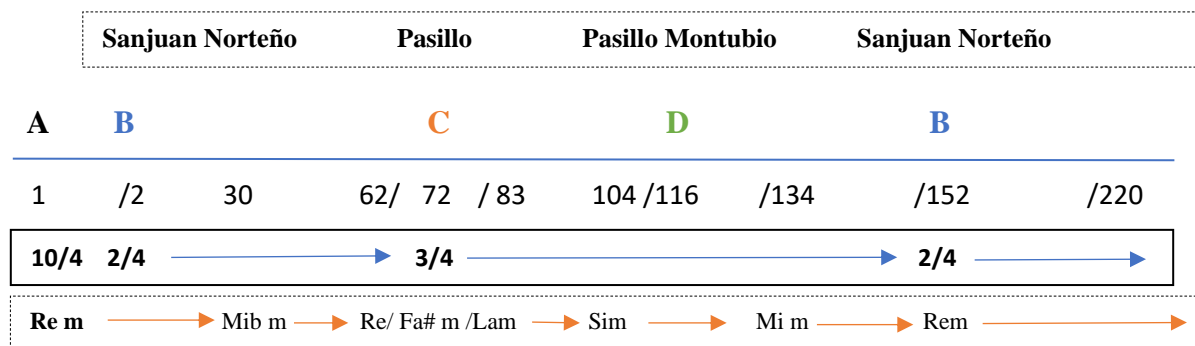 Sanjuan Norteño Pasillo Pasillo Montubio Sanjuan Norteño
A B C D B
1 /2 30 62/ 72 / 83 104 /116 /134 /152 /220
10/4 2/4 3/4 2/4
Re m Mib m Re/ Fa# m /Lam Sim Mi m Rem